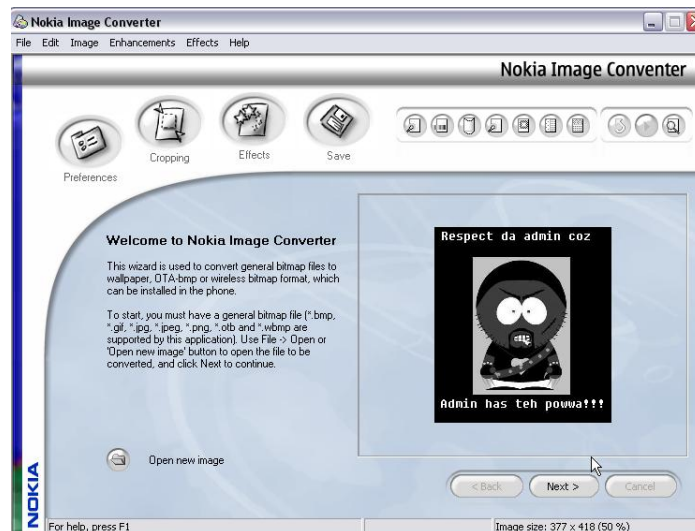 Nokia Image Converter
File Edit Image Enhancements Effects Help
Nokia Image Conventer
Preferences
Cropping
Effects
Save
Welcome to Nokia Image Converter
This wizard is used to convert general bitmap files to
wallpaper, OTA-bmp or wireless bitmap format, which
can be installed in the phone.
To start, you must have a general bitmap file (*.bmp,
*.gif, *.jpg, *.jpeg, *.png, *.otb and *.wbmp are
supported by this application). Use File -> Open or
'Open new image' button to open the file to be
converted, and click Next to continue.
Respect da admin coz
Admin has teh powwa!!!
Open new image
< Back
Next >
Cancel
NOKIA
For help, press F1
Image size: 377 x 418 (50 %)